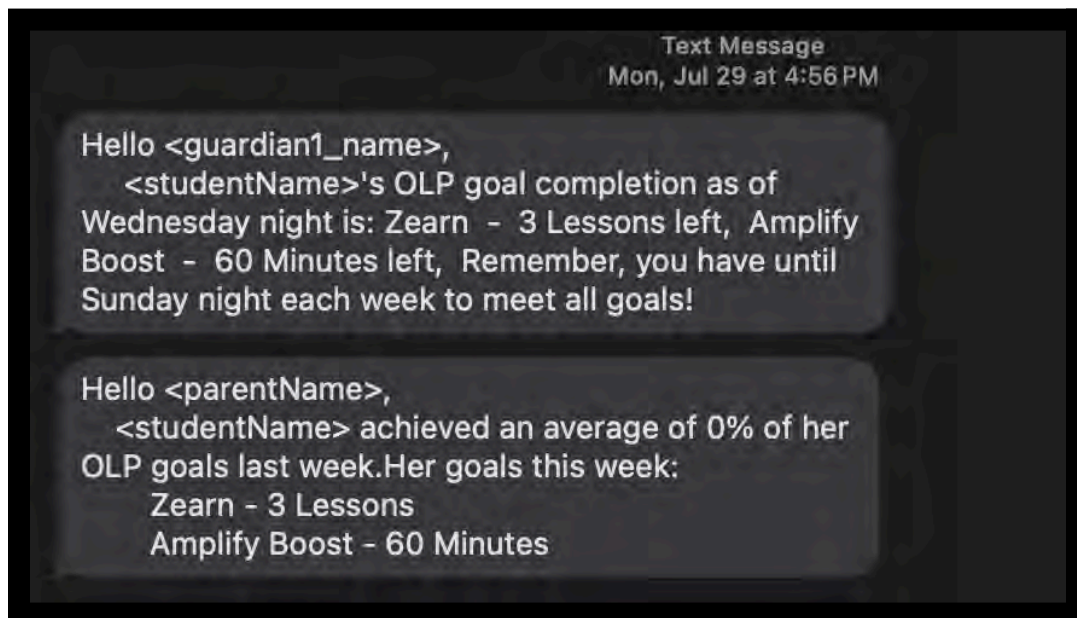 Text Message
Mon, Jul 29 at 4:56 PM
Hello <guardian1_name>,
<studentName>'s OLP goal completion as of
Wednesday night is: Zearn - 3 Lessons left, Amplify
Boost - 60 Minutes left, Remember, you have until
Sunday night each week to meet all goals!
Hello <parentName>,
<studentName> achieved an average of 0% of her
OLP goals last week.Her goals this week:
Zearn - 3 Lessons
Amplify Boost - 60 Minutes